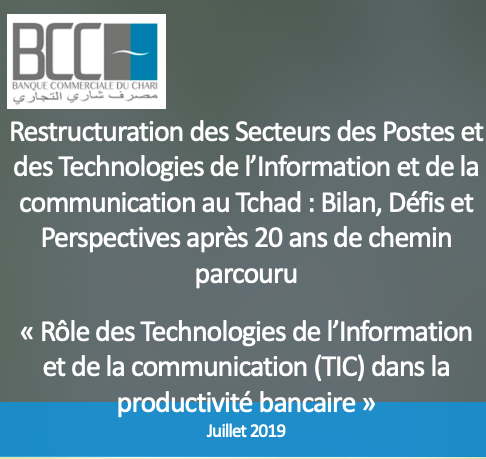 BCC
BANQUE COMMERCIALE DU CHARI
مصرف شاري التجاري
Restructuration des Secteurs des Postes et
des Technologies de l’Information et de la
communication au Tchad : Bilan, Défis et
Perspectives après 20 ans de chemin
parcouru
« Rôle des Technologies de l’Information
et de la communication (TIC) dans la
productivité bancaire »
Juillet 2019